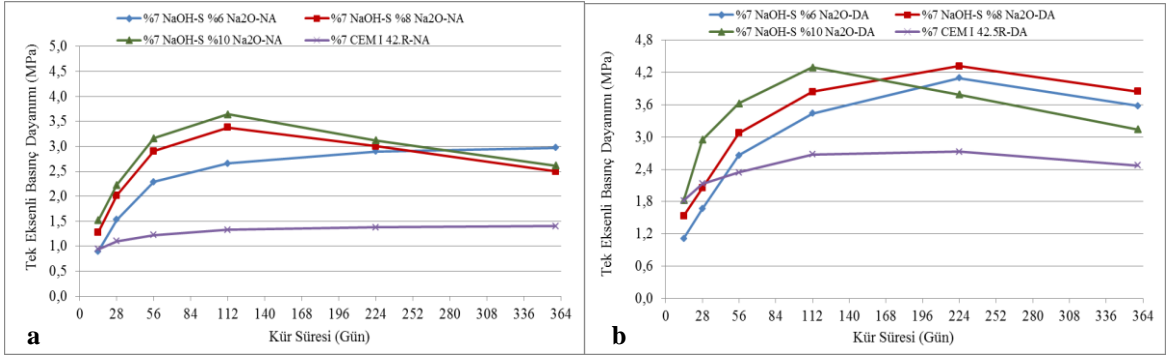 %7 NaOH-S %6 Na2O-NA %7 NaOH-S %8 Na2O-NA
%7 NaOH-S %10 Na2O-NA %7 CEM I 42.R-NA
Tek Eksenli Basınç Dayanımı (MPa)
5,0
4,5
4,0
3,5
3,0
2,5
2,0
1,5
1,0
0,5
0,0
0 28 56 84 112 140 168 196 224 252 280 308 336 364
Kür Süresi (Gün)
a
%7 NaOH-S %6 Na2O-DA %7 NaOH-S %8 Na2O-DA
%7 NaOH-S %10 Na2O-DA %7 CEM I 42.5R-DA
Tek Eksenli Basınç Dayanımı (MPa)
4,8
4,2
3,6
3,0
2,4
1,8
1,2
0,6
0,0
0 28 56 84 112 140 168 196 224 252 280 308 336 364
Kür Süresi (Gün)
b